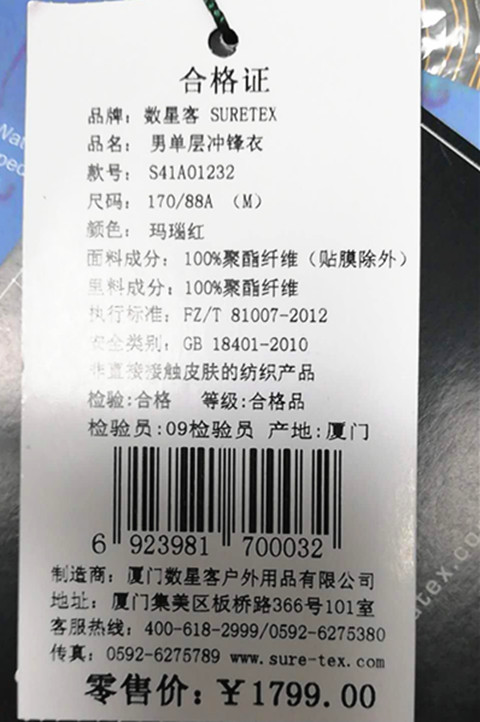 合格证
品牌：数星客 SURETEX
品名：男单层冲锋衣
款号：S41A01232
尺码：170/88A （M）
颜色：玛瑙红
面料成分：100%聚酯纤维（贴膜除外）
里料成分：100%聚酯纤维
执行标准：FZ/T 81007-2012
安全类别：GB 18401-2010
非直接接触皮肤的纺织产品
检验:合格 等级:合格品
检验员:09检验员 产地:厦门
6 923981 700032
制造商：厦门数星客户外用品有限公司
地址：厦门集美区板桥路366号101室
客服热线：400-618-2999/0592-6275380
传真：0592-6275789 www.sure-tex.com
零售价：￥1799.00